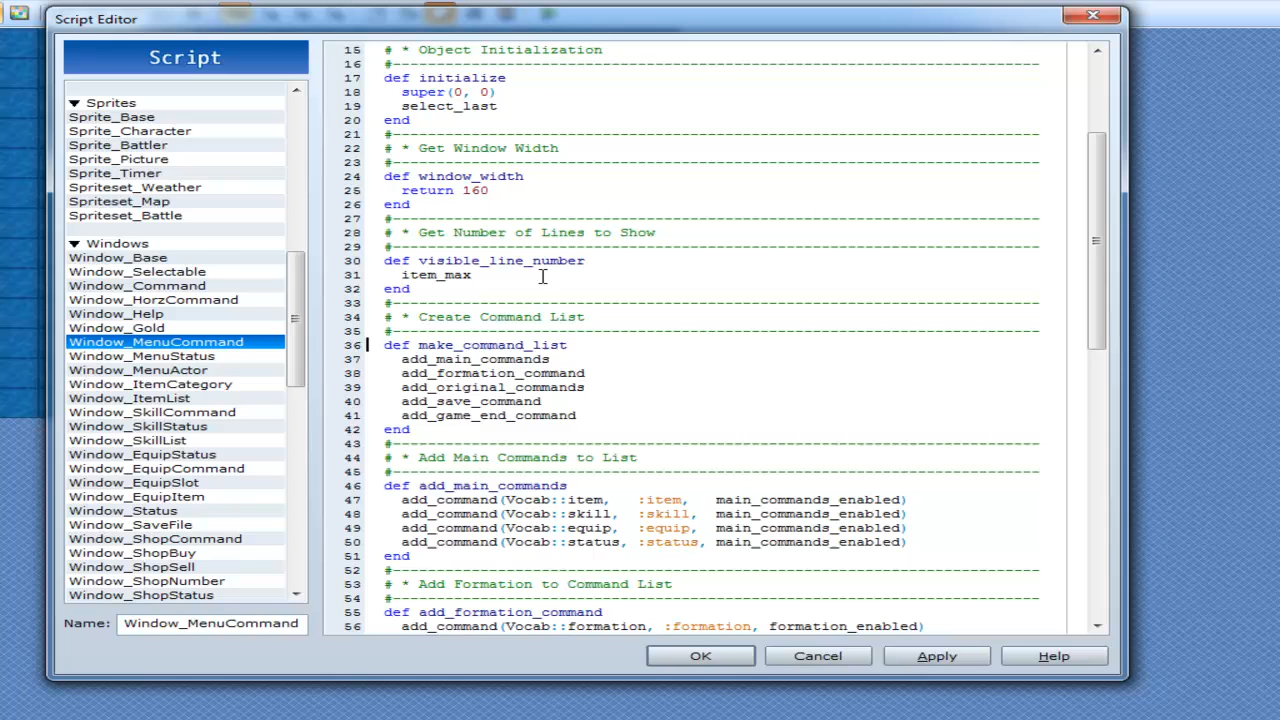 Script Editor
Script
▼ Sprites
Sprite_Base
Sprite_Character
Sprite_Battler
Sprite_Picture
Sprite_Timer
Spriteset_Weather
Spriteset_Map
Spriteset_Battle
▼ Windows
Window_Base
Window_Selectable
Window_Command
Window_HorzCommand
Window_Help
Window_Gold
Window_MenuCommand
Window_MenuStatus
Window_MenuActor
Window_ItemCategory
Window_ItemList
Window_SkillCommand
Window_SkillStatus
Window_SkillList
Window_EquipStatus
Window_EquipCommand
Window_EquipSlot
Window_EquipItem
Window_Status
Window_SaveFile
Window_ShopCommand
Window_ShopBuy
Window_ShopSell
Window_ShopNumber
Window_ShopStatus
Name: Window_MenuCommand
15 # * Object Initialization
16 #--------------------------------------------------------------------------
17 def initialize
18 super(0, 0)
19 select_last
20 end
21 #--------------------------------------------------------------------------
22 # * Get Window Width
23 #--------------------------------------------------------------------------
24 def window_width
25 return 160
26 end
27 #--------------------------------------------------------------------------
28 # * Get Number of Lines to Show
29 #--------------------------------------------------------------------------
30 def visible_line_number
31 item_max
32 end
33 #--------------------------------------------------------------------------
34 # * Create Command List
35 #--------------------------------------------------------------------------
36 def make_command_list
37 add_main_commands
38 add_formation_command
39 add_original_commands
40 add_save_command
41 add_game_end_command
42 end
43 #--------------------------------------------------------------------------
44 # * Add Main Commands to List
45 #--------------------------------------------------------------------------
46 def add_main_commands
47 add_command(Vocab::item, :item, main_commands_enabled)
48 add_command(Vocab::skill, :skill, main_commands_enabled)
49 add_command(Vocab::equip, :equip, main_commands_enabled)
50 add_command(Vocab::status, :status, main_commands_enabled)
51 end
52 #--------------------------------------------------------------------------
53 # * Add Formation to Command List
54 #--------------------------------------------------------------------------
55 def add_formation_command
56 add_command(Vocab::formation, :formation, formation_enabled)
OK Cancel Apply Help